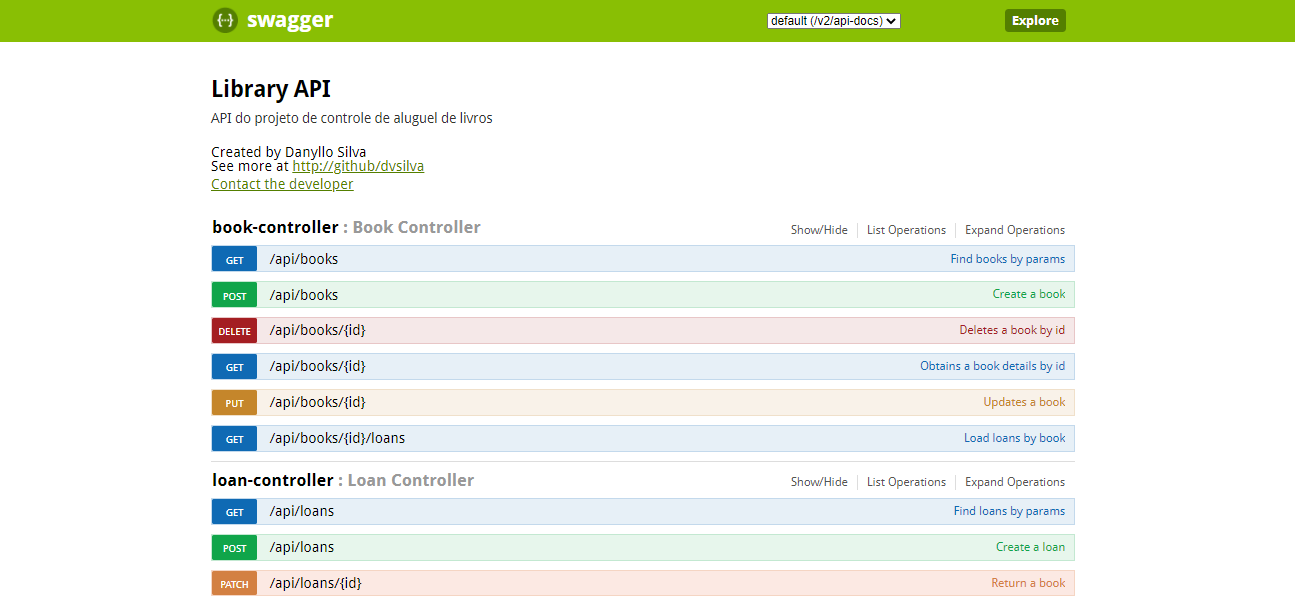 {··} swagger default (/v2/api-docs) Explore
Library API
API do projeto de controle de aluguel de livros
Created by Danyllo Silva
See more at http://github/dvsilva
Contact the developer
book-controller : Book Controller Show/Hide List Operations Expand Operations
GET /api/books Find books by params
POST /api/books Create a book
DELETE /api/books/{id} Deletes a book by id
GET /api/books/{id} Obtains a book details by id
PUT /api/books/{id} Updates a book
GET /api/books/{id}/loans Load loans by book
loan-controller : Loan Controller Show/Hide List Operations Expand Operations
GET /api/loans Find loans by params
POST /api/loans Create a loan
PATCH /api/loans/{id} Return a book